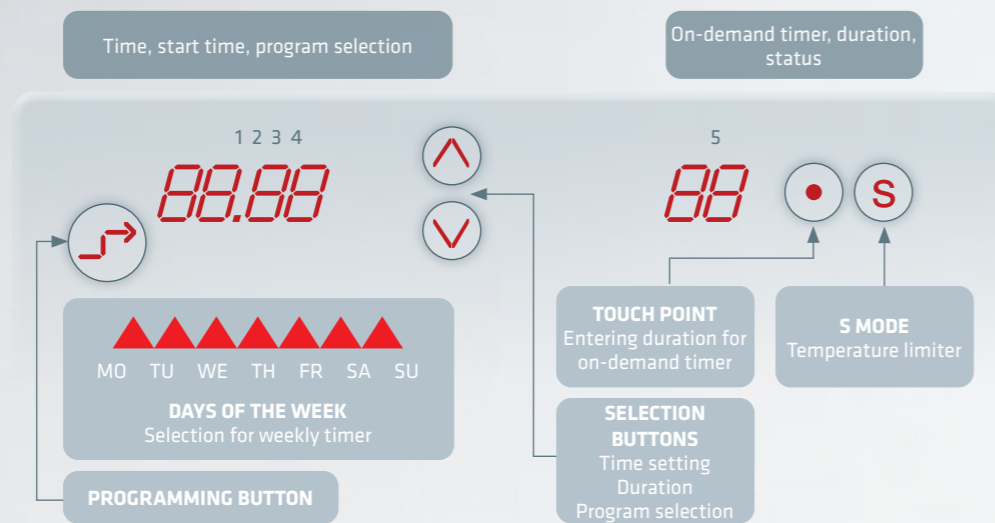 Time, start time, program selection
On-demand timer, duration,
status
1 2 3 4
5
88.88
88
S
TOUCH POINT
Entering duration for
on-demand timer
S MODE
Temperature limiter
MO TU WE TH FR SA SU
DAYS OF THE WEEK
Selection for weekly timer
SELECTION
BUTTONS
Time setting
Duration
Program selection
PROGRAMMING BUTTON